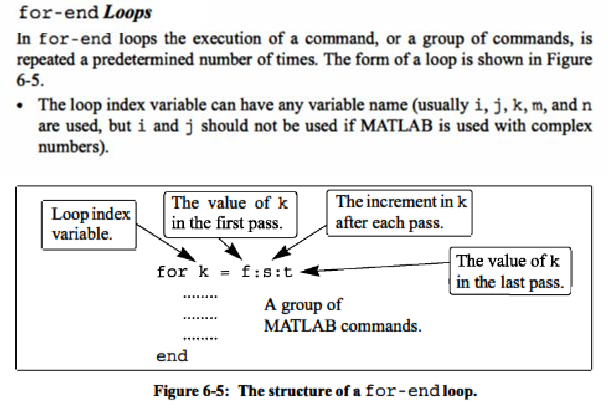 for-end Loops
In for-end loops the execution of a command, or a group of commands, is
repeated a predetermined number of times. The form of a loop is shown in Figure
6-5.
• The loop index variable can have any variable name (usually i, j, k, m, and n
are used, but i and j should not be used if MATLAB is used with complex
numbers).
Loop index
variable.
The value of k
in the first pass.
The increment in k
after each pass.
The value of k
in the last pass.
for k = f:s:t
.........
.........
.........
A group of
MATLAB commands.
end
Figure 6-5: The structure of a for-end loop.